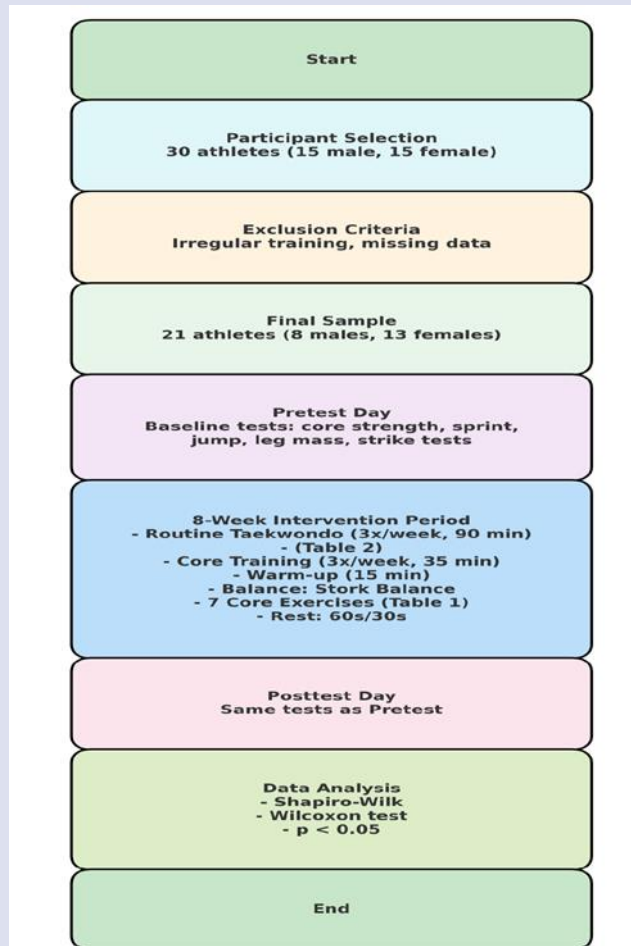 Start
Participant Selection
30 athletes (15 male, 15 female)
Exclusion Criteria
Irregular training, missing data
Final Sample
21 athletes (8 males, 13 females)
Pretest Day
Baseline tests: core strength, sprint,
jump, leg mass, strike tests
8-Week Intervention Period
- Routine Taekwondo (3x/week, 90 min)
- (Table 2)
- Core Training (3x/week, 35 min)
- Warm-up (15 min)
- Balance: Stork Balance
- 7 Core Exercises (Table 1)
- Rest: 60s/30s
Posttest Day
Same tests as Pretest
Data Analysis
- Shapiro-Wilk
- Wilcoxon test
- p < 0.05
End